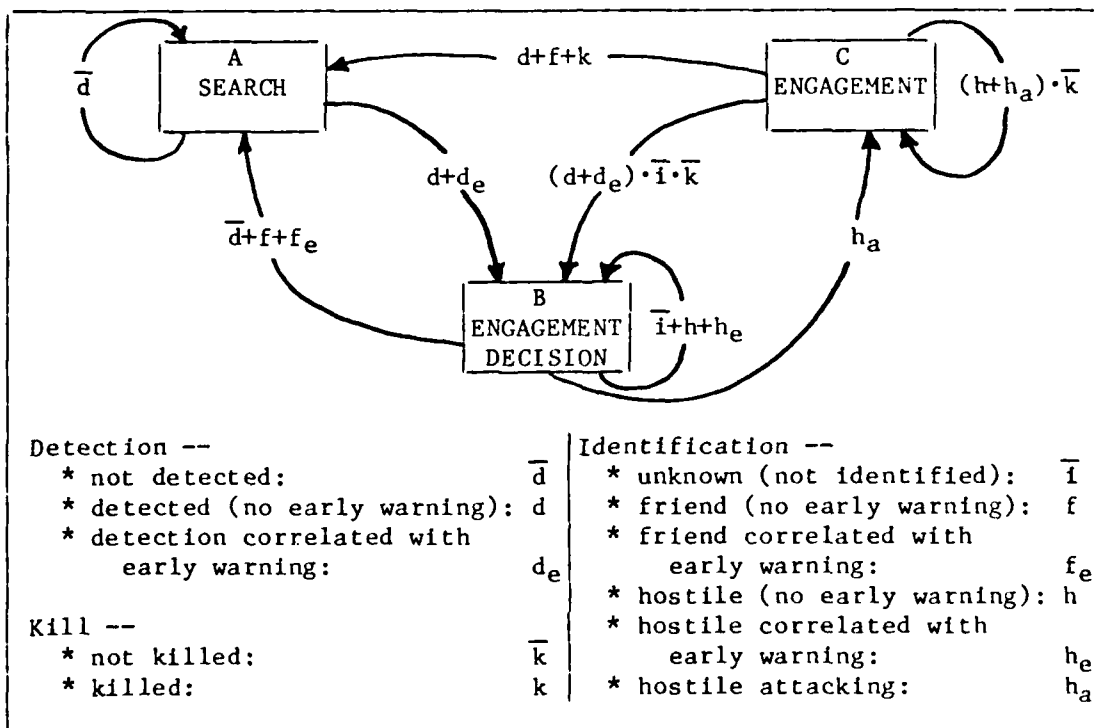 A
SEARCH
C
ENGAGEMENT
d̅
d+f+k
(h+hₐ)·k̅
d+dₑ
(d+dₑ)·i̅·k̅
d̅+f+fₑ
hₐ
B
ENGAGEMENT
DECISION
i̅+h+hₑ
Detection --
* not detected: d̅
* detected (no early warning): d
* detection correlated with
early warning: dₑ
Kill --
* not killed: k̅
* killed: k
Identification --
* unknown (not identified): i̅
* friend (no early warning): f
* friend correlated with
early warning: fₑ
* hostile (no early warning): h
* hostile correlated with
early warning: hₑ
* hostile attacking: hₐ